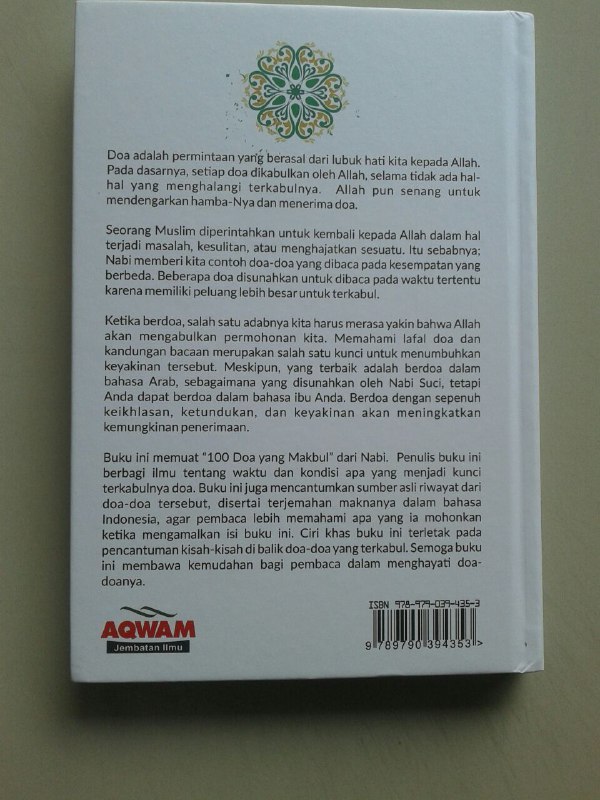 Doa adalah permintaan yang berasal dari lubuk hati kita kepada Allah.
Pada dasarnya, setiap doa dikabulkan oleh Allah, selama tidak ada hal-
hal yang menghalangi terkabulnya. Allah pun senang untuk
mendengarkan hamba-Nya dan menerima doa.
Seorang Muslim diperintahkan untuk kembali kepada Allah dalam hal
terjadi masalah, kesulitan, atau menghajatkan sesuatu. Itu sebabnya;
Nabi memberi kita contoh doa-doa yang dibaca pada kesempatan yang
berbeda. Beberapa doa disunahkan untuk dibaca pada waktu tertentu
karena memiliki peluang lebih besar untuk terkabul.
Ketika berdoa, salah satu adabnya kita harus merasa yakin bahwa Allah
akan mengabulkan permohonan kita. Memahami lafal doa dan
kandungan bacaan merupakan salah satu kunci untuk menumbuhkan
keyakinan tersebut. Meskipun, yang terbaik adalah berdoa dalam
bahasa Arab, sebagaimana yang disunahkan oleh Nabi Suci, tetapi
Anda dapat berdoa dalam bahasa ibu Anda. Berdoa dengan sepenuh
keikhlasan, ketundukan, dan keyakinan akan meningkatkan
kemungkinan penerimaan.
Buku ini memuat “100 Doa yang Makbul” dari Nabi. Penulis buku ini
berbagi ilmu tentang waktu dan kondisi apa yang menjadi kunci
terkabulnya doa. Buku ini juga mencantumkan sumber asli riwayat dari
doa-doa tersebut, disertai terjemahan maknanya dalam bahasa
Indonesia, agar pembaca lebih memahami apa yang ia mohonkan
ketika mengamalkan isi buku ini. Ciri khas buku ini terletak pada
pencantuman kisah-kisah di balik doa-doa yang terkabul. Semoga buku
ini membawa kemudahan bagi pembaca dalam menghayati doa-
doanya.
AQWAM
Jembatan Ilmu
ISBN 978-979-039-435-3
9 789790 394353 >